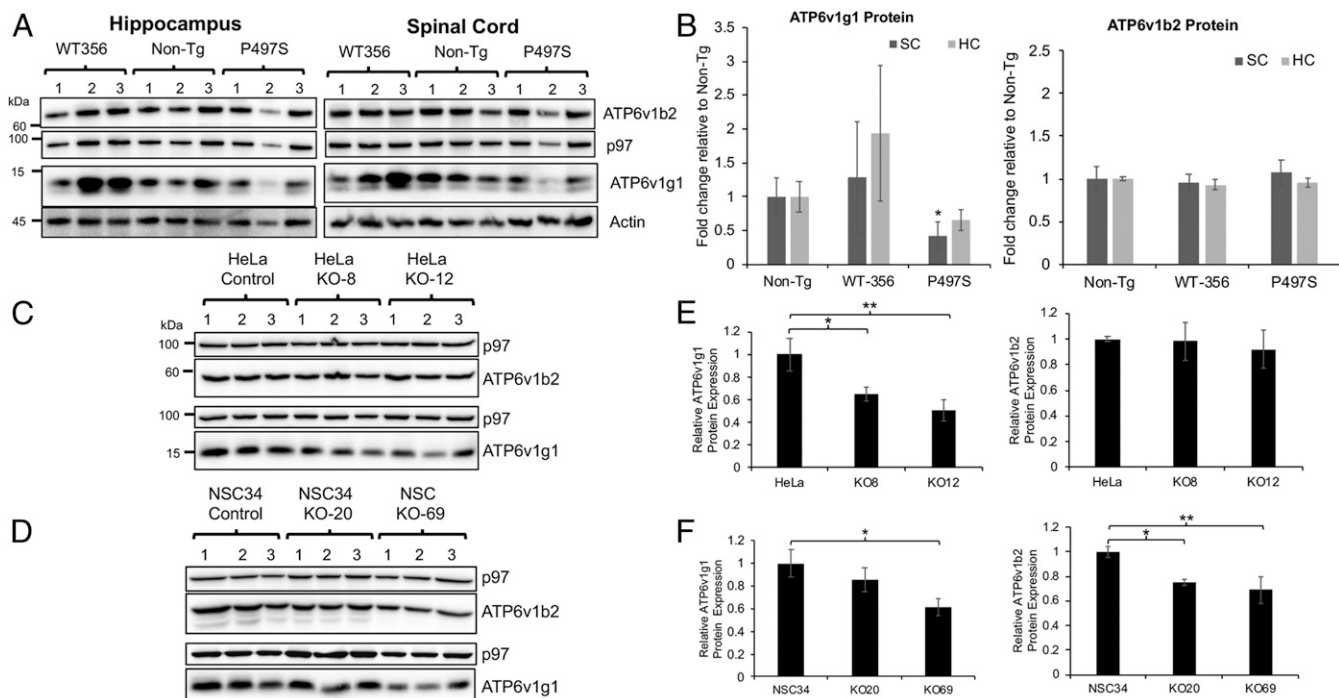 A
Hippocampus
Spinal Cord
WT356 Non-Tg P497S
WT356 Non-Tg P497S
1 2 3 1 2 3 1 2 3
1 2 3 1 2 3 1 2 3
kDa
60
100
15
45
ATP6v1b2
p97
ATP6v1g1
Actin
B
ATP6v1g1 Protein
SC HC
Fold change relative to Non-Tg
3.5
3
2.5
2
1.5
1
0.5
0
*
Non-Tg WT-356 P497S
ATP6v1b2 Protein
SC HC
Fold change relative to Non-Tg
2.5
2
1.5
1
0.5
0
Non-Tg WT-356 P497S
C
HeLa Control
HeLa KO-8
HeLa KO-12
1 2 3 1 2 3 1 2 3
kDa
100
60
100
15
p97
ATP6v1b2
p97
ATP6v1g1
D
NSC34 Control
NSC34 KO-20
NSC KO-69
1 2 3 1 2 3 1 2 3
p97
ATP6v1b2
p97
ATP6v1g1
E
Relative ATP6v1g1
Protein Expression
1.2
1
0.8
0.6
0.4
0.2
0
**
*
HeLa KO8 KO12
Relative ATP6v1b2
Protein Expression
1.2
1
0.8
0.6
0.4
0.2
0
HeLa KO8 KO12
F
Relative ATP6v1g1
Protein Expression
1.2
1
0.8
0.6
0.4
0.2
0
*
NSC34 KO20 KO69
Relative ATP6v1b2
Protein Expression
1.2
1
0.8
0.6
0.4
0.2
0
**
*
NSC34 KO20 KO69